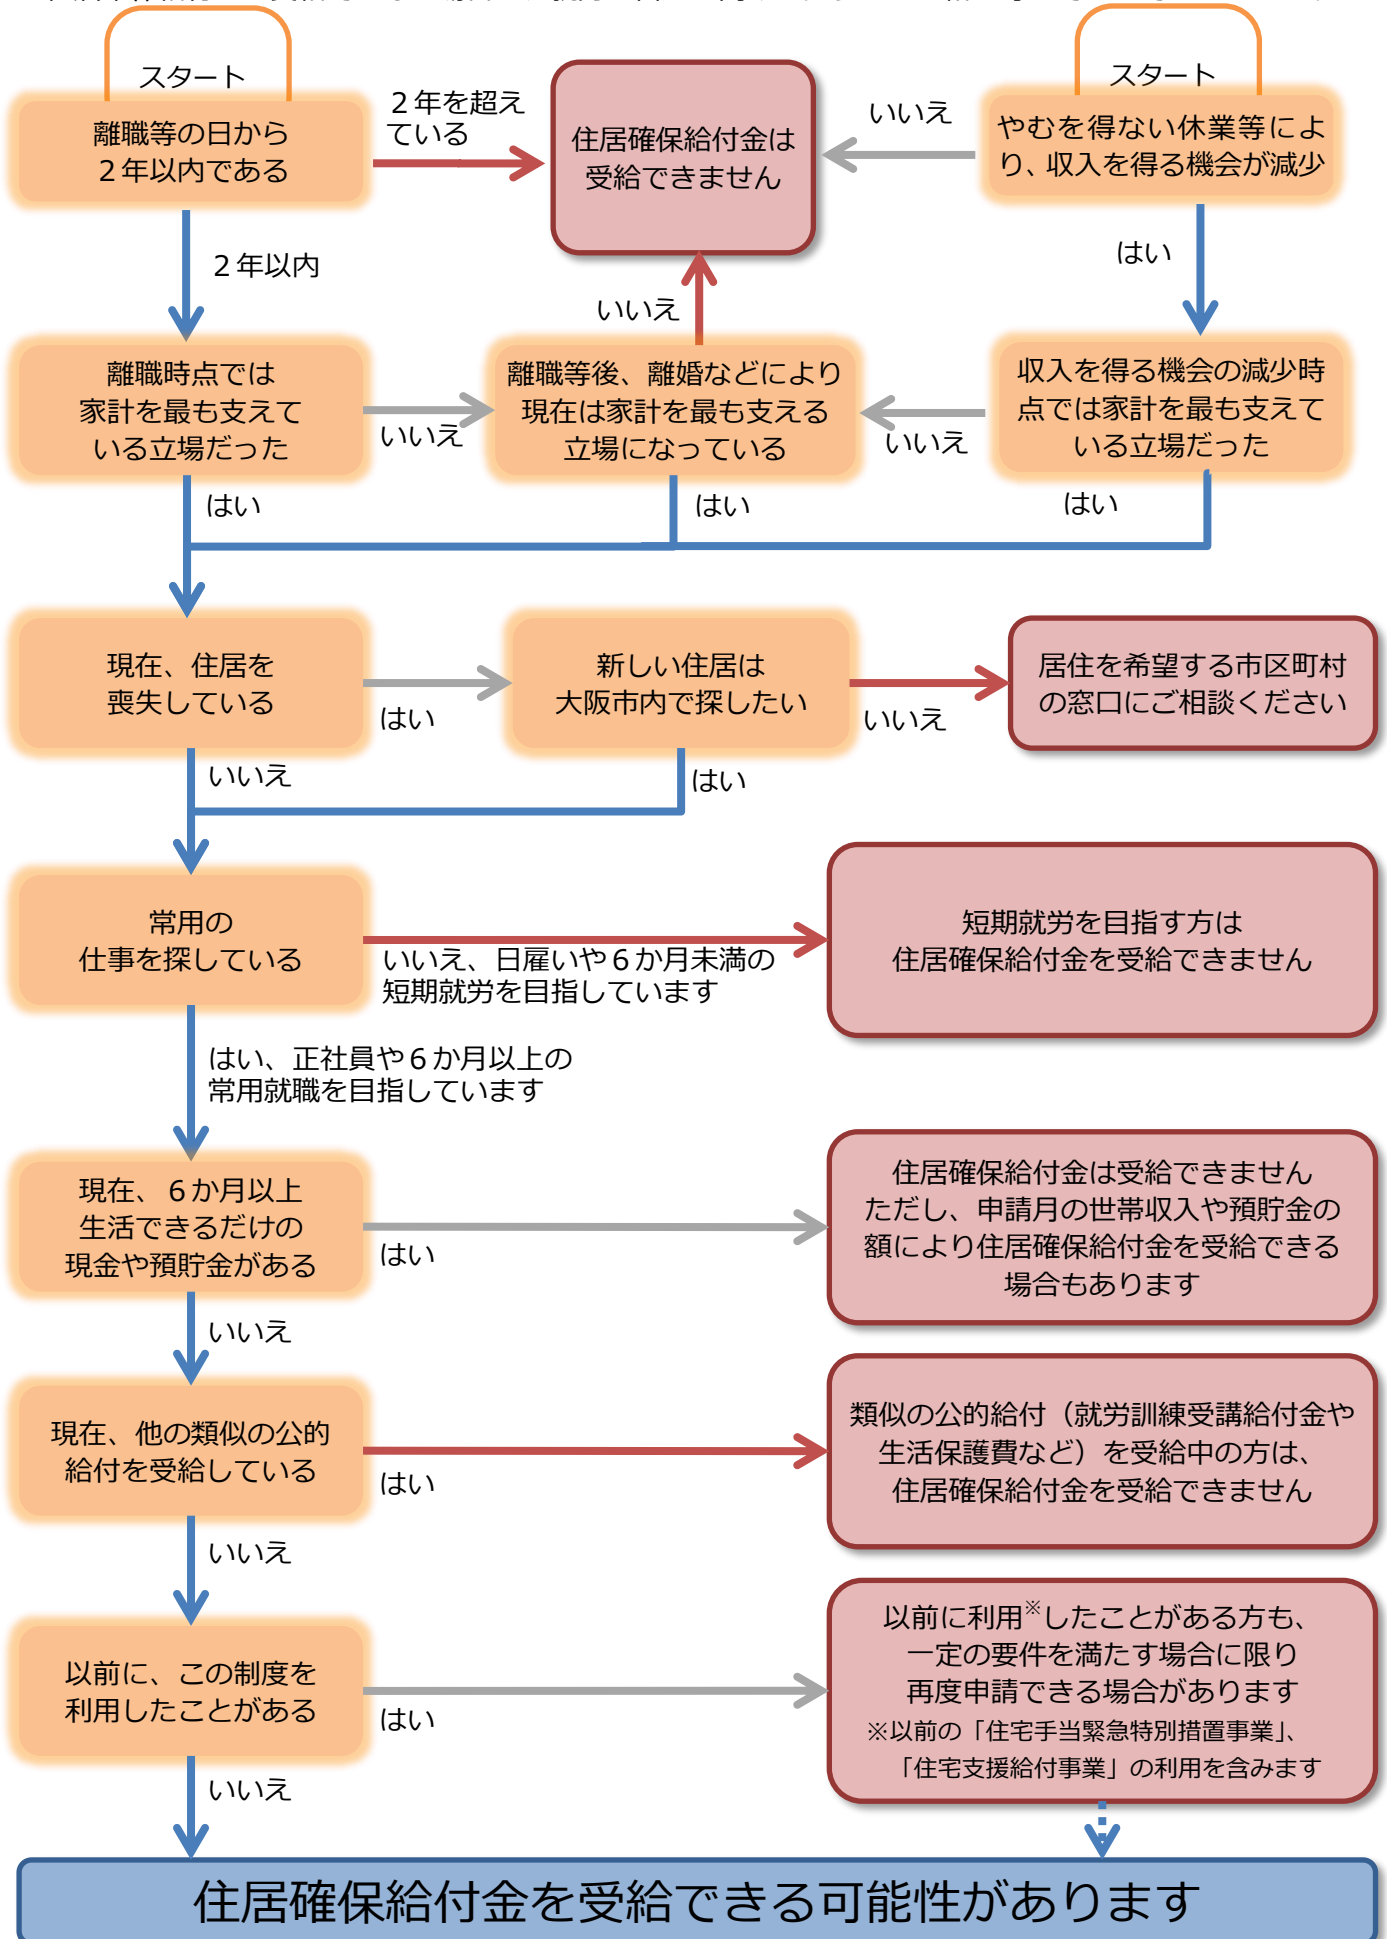 スタート
離職等の日から
２年以内である
２年を超え
ている
住居確保給付金は
受給できません
いいえ
スタート
やむを得ない休業等によ
り、収入を得る機会が減少
２年以内
いいえ
はい
離職時点では
家計を最も支えて
いる立場だった
いいえ
離職等後、離婚などにより
現在は家計を最も支える
立場になっている
いいえ
収入を得る機会の減少時
点では家計を最も支えて
いる立場だった
はい
はい
はい
現在、住居を
喪失している
はい
新しい住居は
大阪市内で探したい
いいえ
居住を希望する市区町村
の窓口にご相談ください
いいえ
はい
常用の
仕事を探している
いいえ、日雇いや６か月未満の
短期就労を目指しています
短期就労を目指す方は
住居確保給付金を受給できません
はい、正社員や６か月以上の
常用就職を目指しています
現在、６か月以上
生活できるだけの
現金や預貯金がある
はい
住居確保給付金は受給できません
ただし、申請月の世帯収入や預貯金の
額により住居確保給付金を受給できる
場合もあります
いいえ
現在、他の類似の公的
給付を受給している
はい
類似の公的給付（就労訓練受講給付金や
生活保護費など）を受給中の方は、
住居確保給付金を受給できません
いいえ
以前に、この制度を
利用したことがある
はい
以前に利用※したことがある方も、
一定の要件を満たす場合に限り
再度申請できる場合があります
※以前の「住宅手当緊急特別措置事業」、
「住宅支援給付事業」の利用を含みます
いいえ
住居確保給付金を受給できる可能性があります